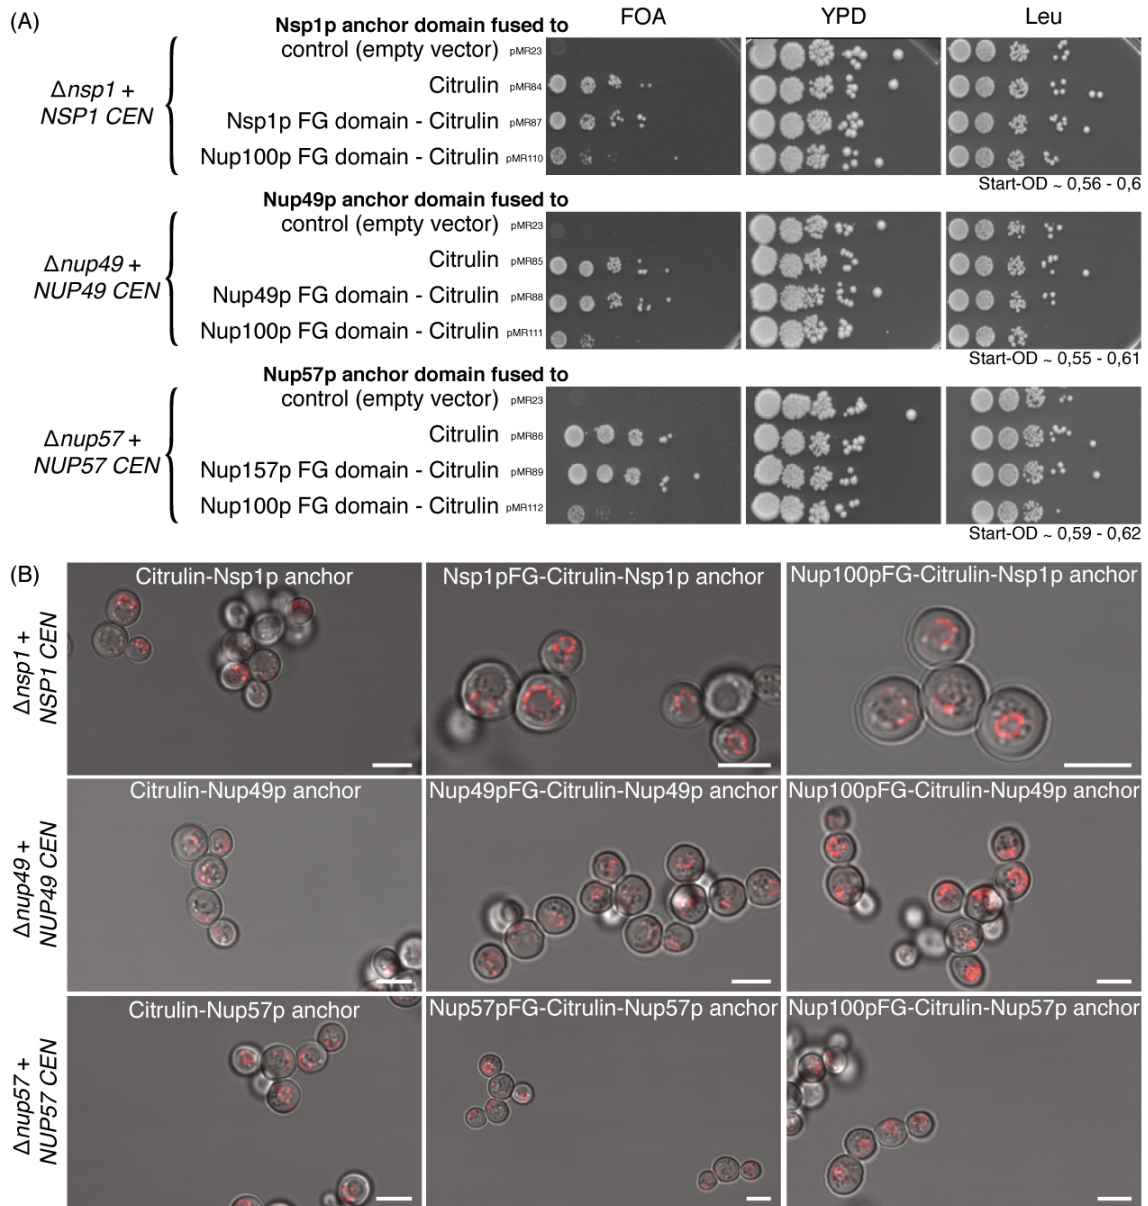 (A)
FOA YPD Leu
Nsp1p anchor domain fused to
control (empty vector) pMR23
Citrulin pMR84
Nsp1p FG domain - Citrulin pMR87
Nup100p FG domain - Citrulin pMR110
Δnsp1 +
NSP1 CEN
Start-OD ~ 0,56 - 0,6
Nup49p anchor domain fused to
control (empty vector) pMR23
Citrulin pMR85
Nup49p FG domain - Citrulin pMR88
Nup100p FG domain - Citrulin pMR111
Δnup49 +
NUP49 CEN
Start-OD ~ 0,55 - 0,61
Nup57p anchor domain fused to
control (empty vector) pMR23
Citrulin pMR86
Nup157p FG domain - Citrulin pMR89
Nup100p FG domain - Citrulin pMR112
Δnup57 +
NUP57 CEN
Start-OD ~ 0,59 - 0,62
(B)
Δnsp1 +
NSP1 CEN
Citrulin-Nsp1p anchor
Nsp1pFG-Citrulin-Nsp1p anchor
Nup100pFG-Citrulin-Nsp1p anchor
Δnup49 +
NUP49 CEN
Citrulin-Nup49p anchor
Nup49pFG-Citrulin-Nup49p anchor
Nup100pFG-Citrulin-Nup49p anchor
Δnup57 +
NUP57 CEN
Citrulin-Nup57p anchor
Nup57pFG-Citrulin-Nup57p anchor
Nup100pFG-Citrulin-Nup57p anchor